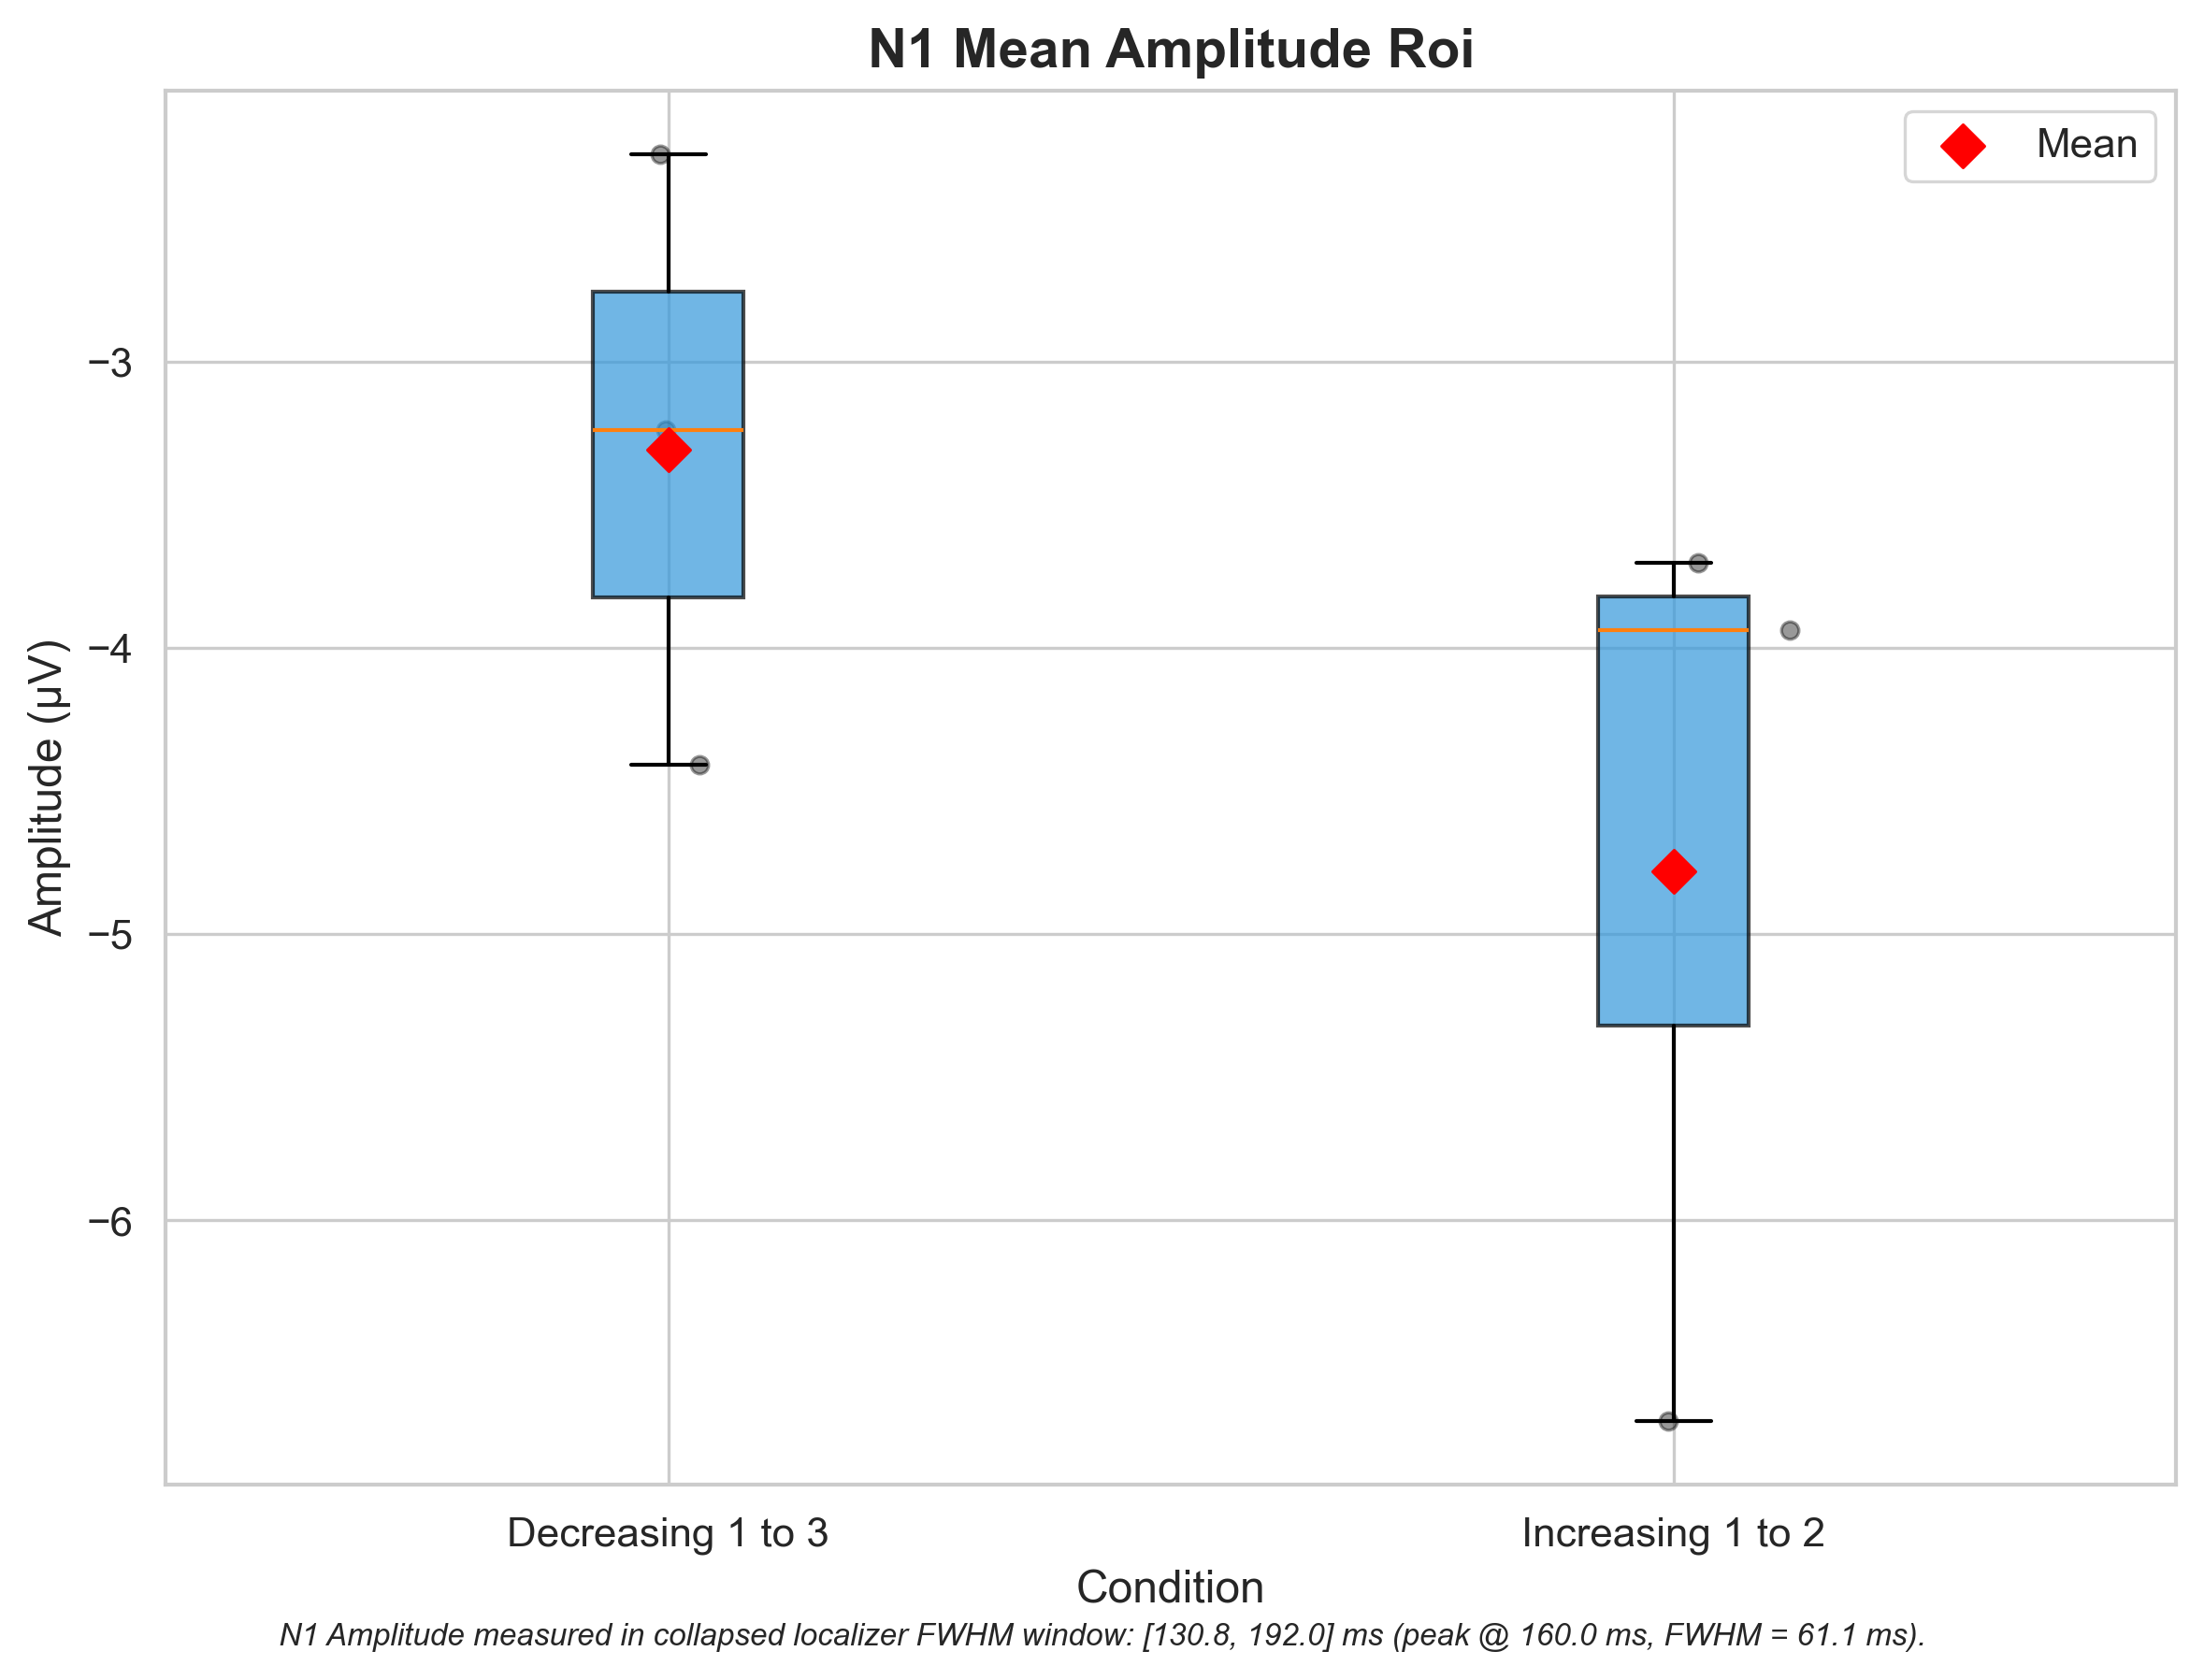 N1 Mean Amplitude Roi
Mean
Amplitude (µV)
−3
−4
−5
−6
Decreasing 1 to 3
Increasing 1 to 2
Condition
N1 Amplitude measured in collapsed localizer FWHM window: [130.8, 192.0] ms (peak @ 160.0 ms, FWHM = 61.1 ms).